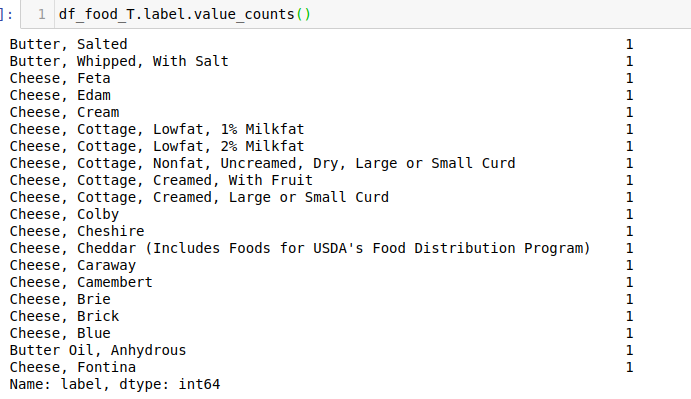 ]: 1 df_food_T.label.value_counts()
Butter, Salted 1
Butter, Whipped, With Salt 1
Cheese, Feta 1
Cheese, Edam 1
Cheese, Cream 1
Cheese, Cottage, Lowfat, 1% Milkfat 1
Cheese, Cottage, Lowfat, 2% Milkfat 1
Cheese, Cottage, Nonfat, Uncreamed, Dry, Large or Small Curd 1
Cheese, Cottage, Creamed, With Fruit 1
Cheese, Cottage, Creamed, Large or Small Curd 1
Cheese, Colby 1
Cheese, Cheshire 1
Cheese, Cheddar (Includes Foods for USDA's Food Distribution Program) 1
Cheese, Caraway 1
Cheese, Camembert 1
Cheese, Brie 1
Cheese, Brick 1
Cheese, Blue 1
Butter Oil, Anhydrous 1
Cheese, Fontina 1
Name: label, dtype: int64